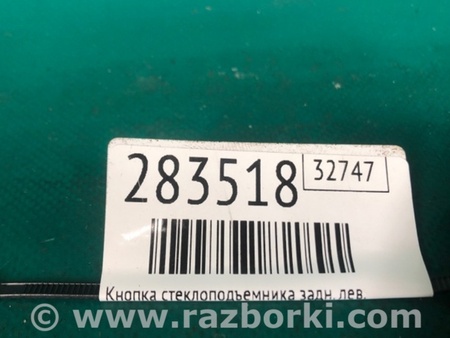 283518
32747
Кнопка стеклоподъемника задн. лев.
© www.razborki.com